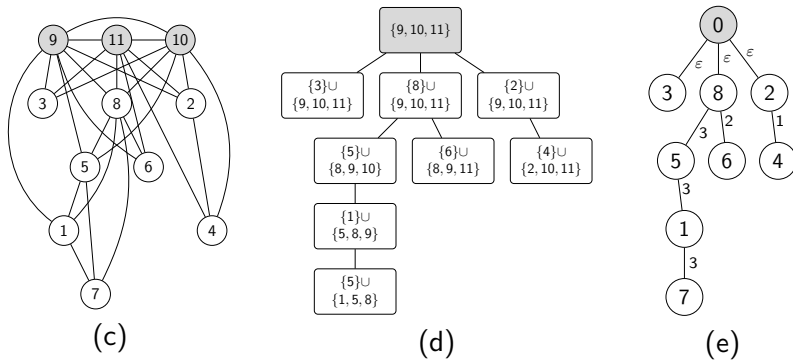 9 11 10
3 8 2
5 6
1 4
7
(c)
{9, 10, 11}
{3}∪
{9, 10, 11}
{8}∪
{9, 10, 11}
{2}∪
{9, 10, 11}
{5}∪
{8, 9, 10}
{6}∪
{8, 9, 11}
{4}∪
{2, 10, 11}
{1}∪
{5, 8, 9}
{5}∪
{1, 5, 8}
(d)
0
ε ε ε
3 8 2
3 2 1
5 6 4
3
1
3
7
(e)